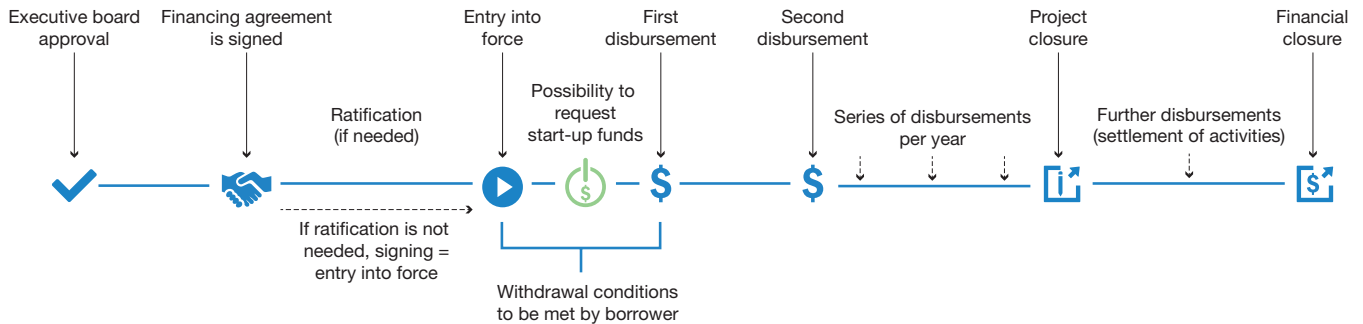 Executive board
approval
Financing agreement
is signed
Ratification
(if needed)
If ratification is not
needed, signing =
entry into force
Entry into
force
Possibility to
request
start-up funds
$
First
disbursement
$
Withdrawal conditions
to be met by borrower
Second
disbursement
$
Series of disbursements
per year
Project
closure
i
Further disbursements
(settlement of activities)
Financial
closure
$